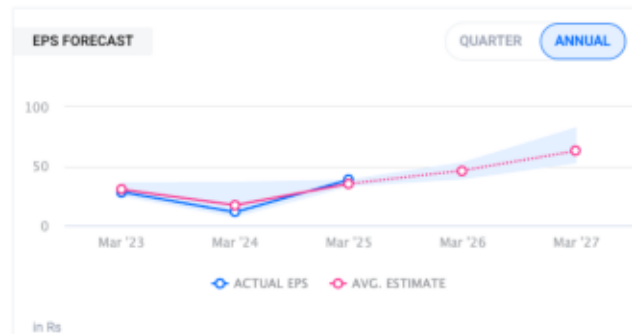 EPS FORECAST
QUARTER ANNUAL
100
50
0
Mar '23 Mar '24 Mar '25 Mar '26 Mar '27
ACTUAL EPS AVG. ESTIMATE
in Rs